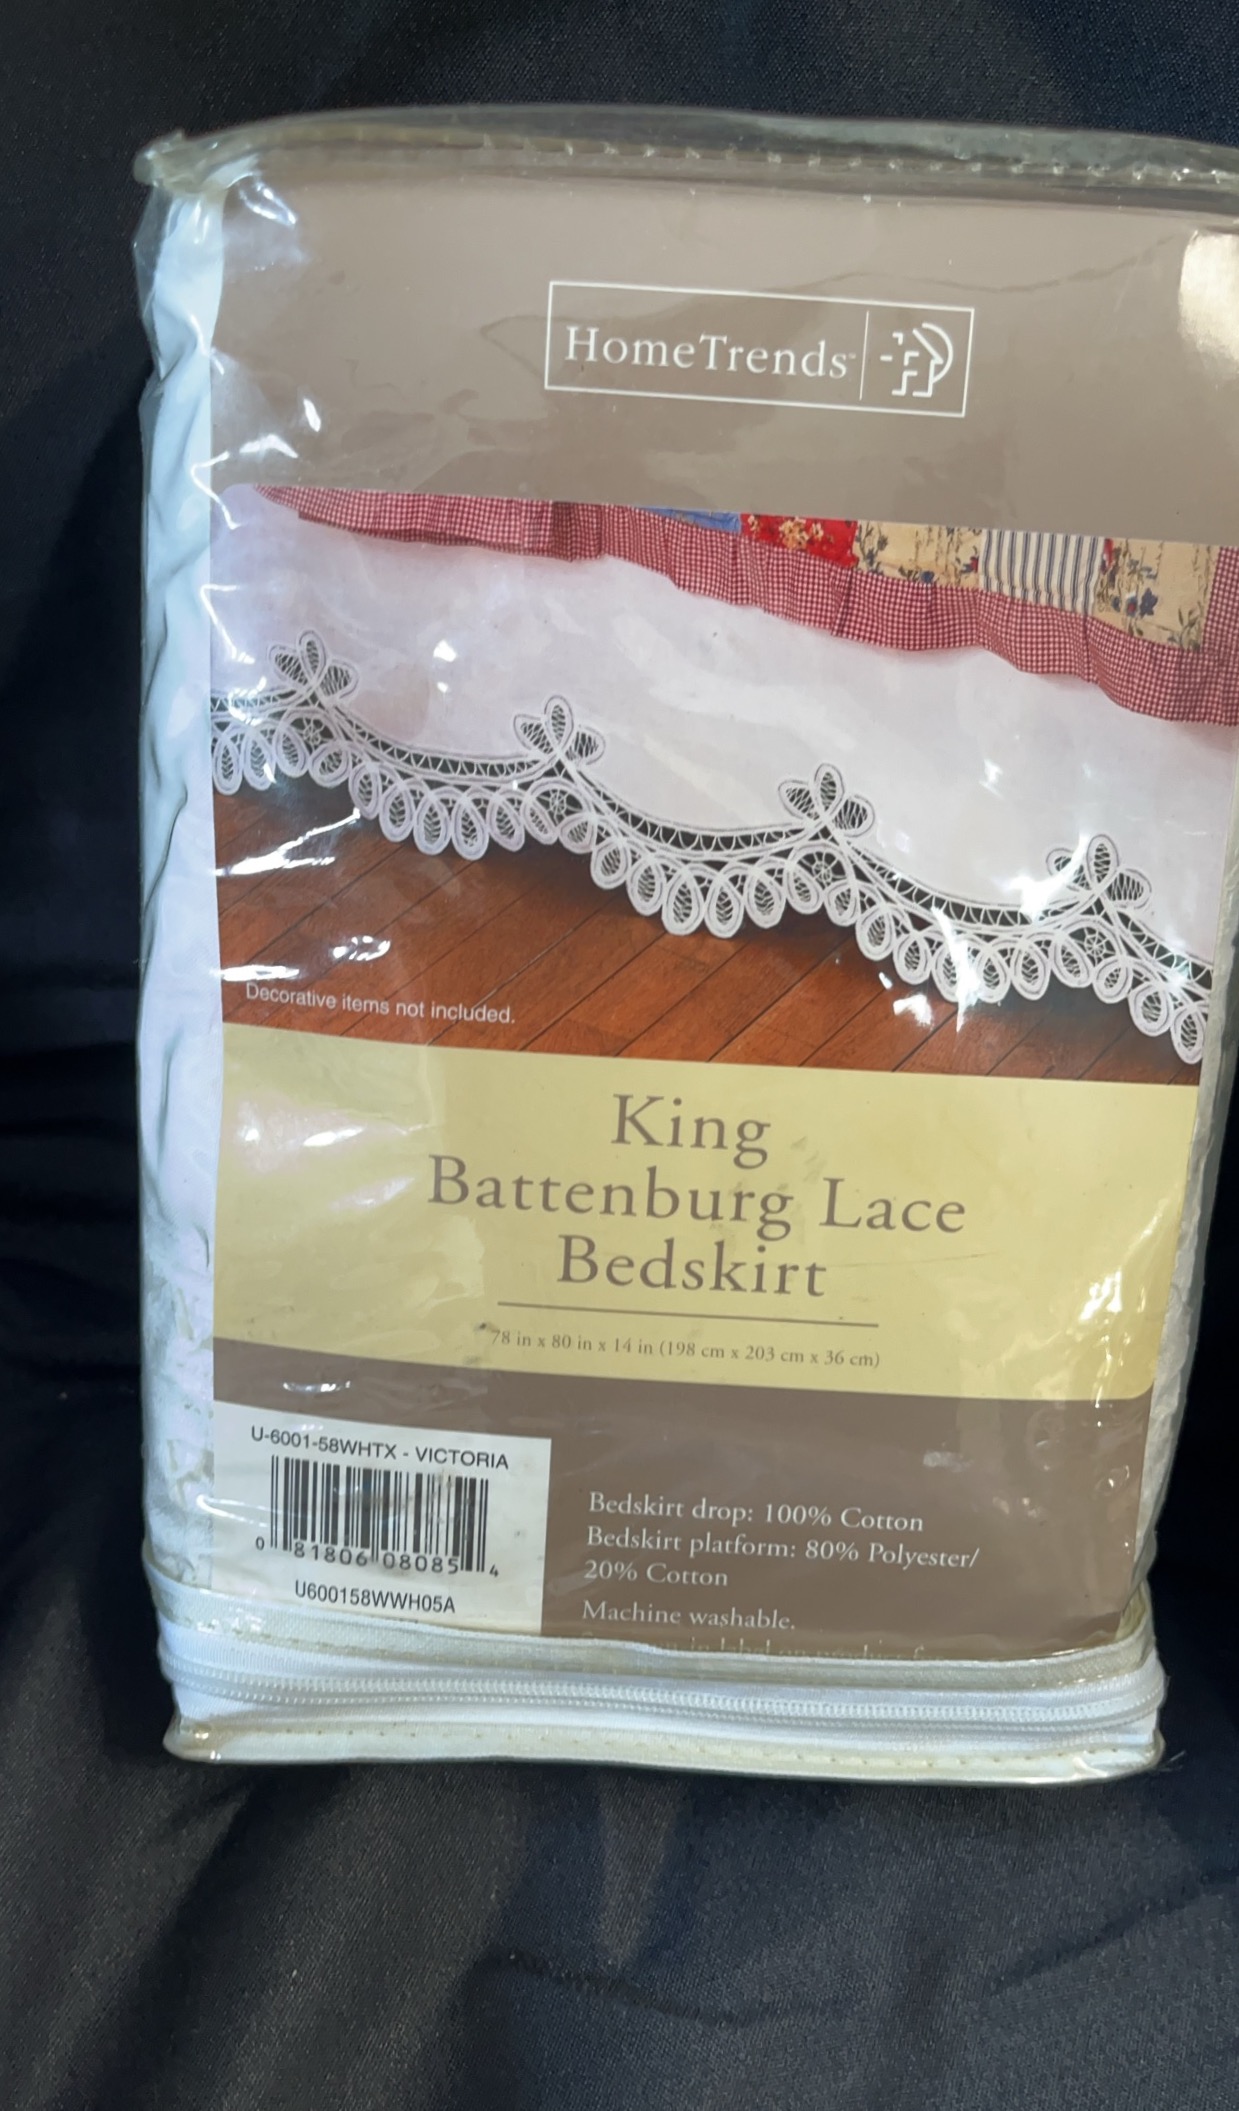 HomeTrends
Decorative items not included.
King
Battenburg Lace
Bedskirt
78 in x 80 in x 14 in (198 cm x 203 cm x 36 cm)
U-6001-58WHTX - VICTORIA
0 81806 08085 4
U600158WWH05A
Bedskirt drop: 100% Cotton
Bedskirt platform: 80% Polyester/
20% Cotton
Machine washable.